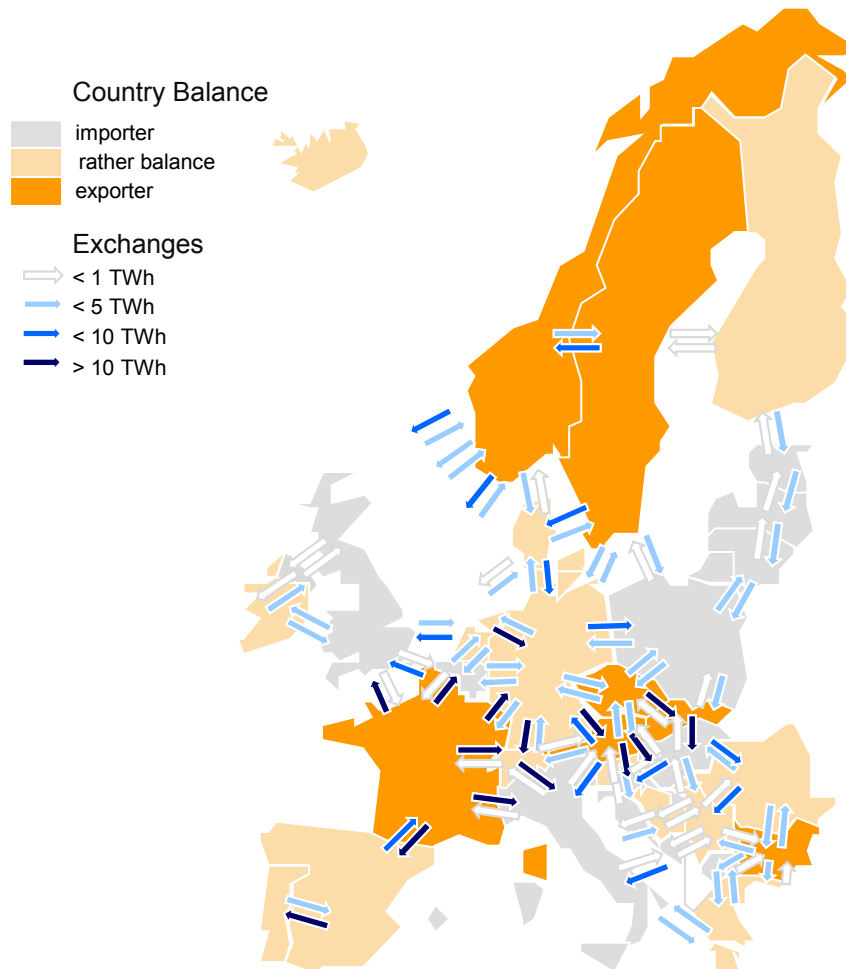 Country Balance
importer
rather balance
exporter
Exchanges
< 1 TWh
< 5 TWh
< 10 TWh
> 10 TWh